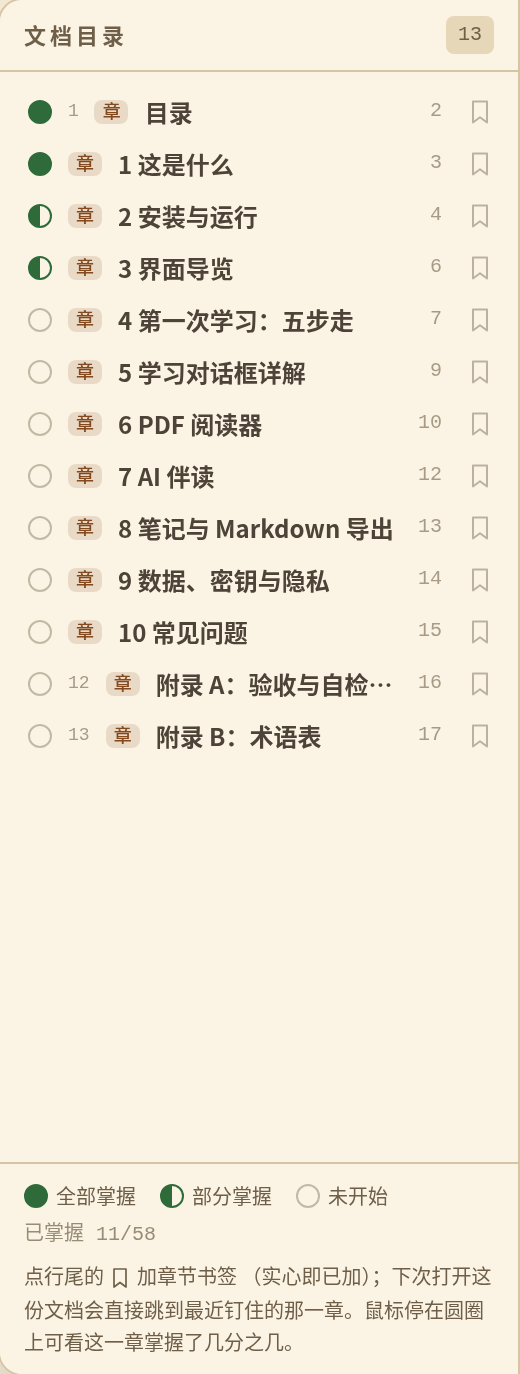 文档目录 13
1 章 目录 2
章 1 这是什么 3
章 2 安装与运行 4
章 3 界面导览 6
章 4 第一次学习：五步走 7
章 5 学习对话框详解 9
章 6 PDF 阅读器 10
章 7 AI 伴读 12
章 8 笔记与 Markdown 导出 13
章 9 数据、密钥与隐私 14
章 10 常见问题 15
12 章 附录 A：验收与自检… 16
13 章 附录 B：术语表 17
全部掌握 部分掌握 未开始
已掌握 11/58
点行尾的 加章节书签 （实心即已加）；下次打开这
份文档会直接跳到最近钉住的那一章。鼠标停在圆圈
上可看这一章掌握了几分之几。